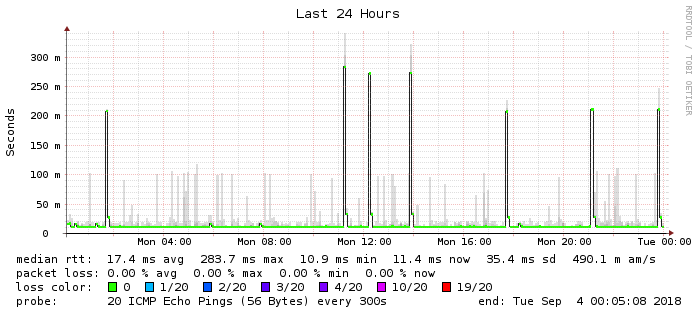 Last 24 Hours
RRDTOOL / TOBI OETIKER
Seconds
300 m
250 m
200 m
150 m
100 m
50 m
0
Mon 04:00 Mon 08:00 Mon 12:00 Mon 16:00 Mon 20:00 Tue 00:00
median rtt: 17.4 ms avg 283.7 ms max 10.9 ms min 11.4 ms now 35.4 ms sd 490.1 m am/s
packet loss: 0.00 % avg 0.00 % max 0.00 % min 0.00 % now
loss color: 0 1/20 2/20 3/20 4/20 10/20 19/20
probe: 20 ICMP Echo Pings (56 Bytes) every 300s end: Tue Sep 4 00:05:08 2018